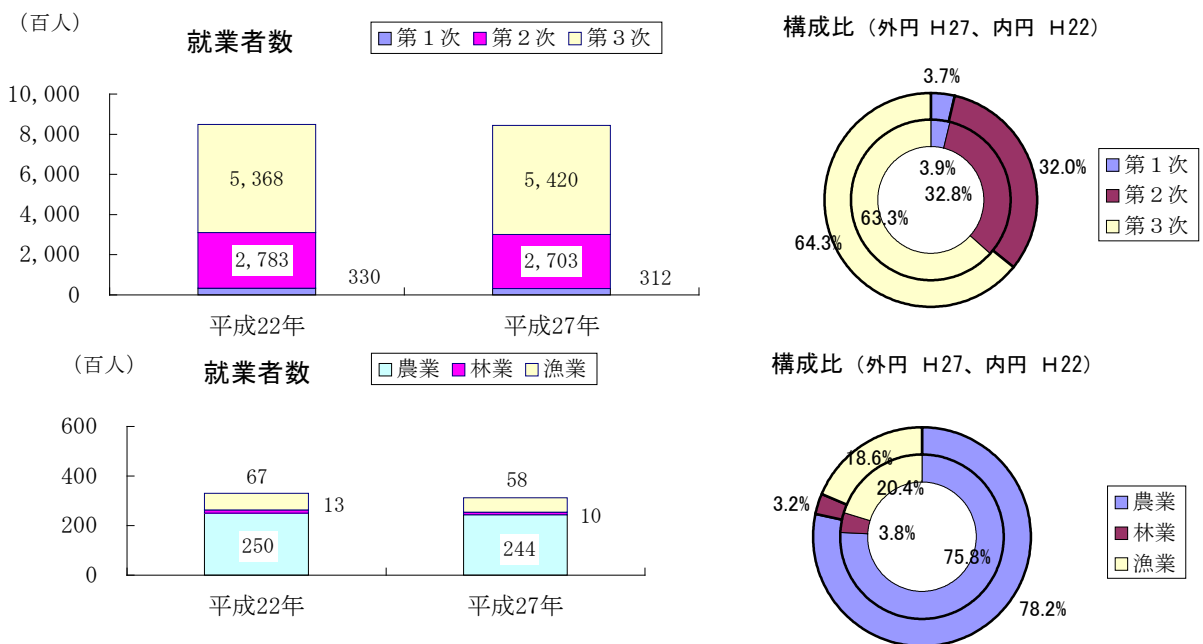 (百人)
就業者数
第1次 第2次 第3次
10,000
8,000
6,000
4,000
2,000
0
5,368
2,783
330
5,420
2,703
312
平成22年
平成27年
構成比 (外円 H27、内円 H22)
3.7%
32.0%
64.3%
3.9%
32.8%
63.3%
第1次
第2次
第3次
(百人)
就業者数
農業 林業 漁業
600
400
200
0
67
13
250
58
10
244
平成22年
平成27年
構成比 (外円 H27、内円 H22)
18.6%
20.4%
3.2%
3.8%
75.8%
78.2%
農業
林業
漁業